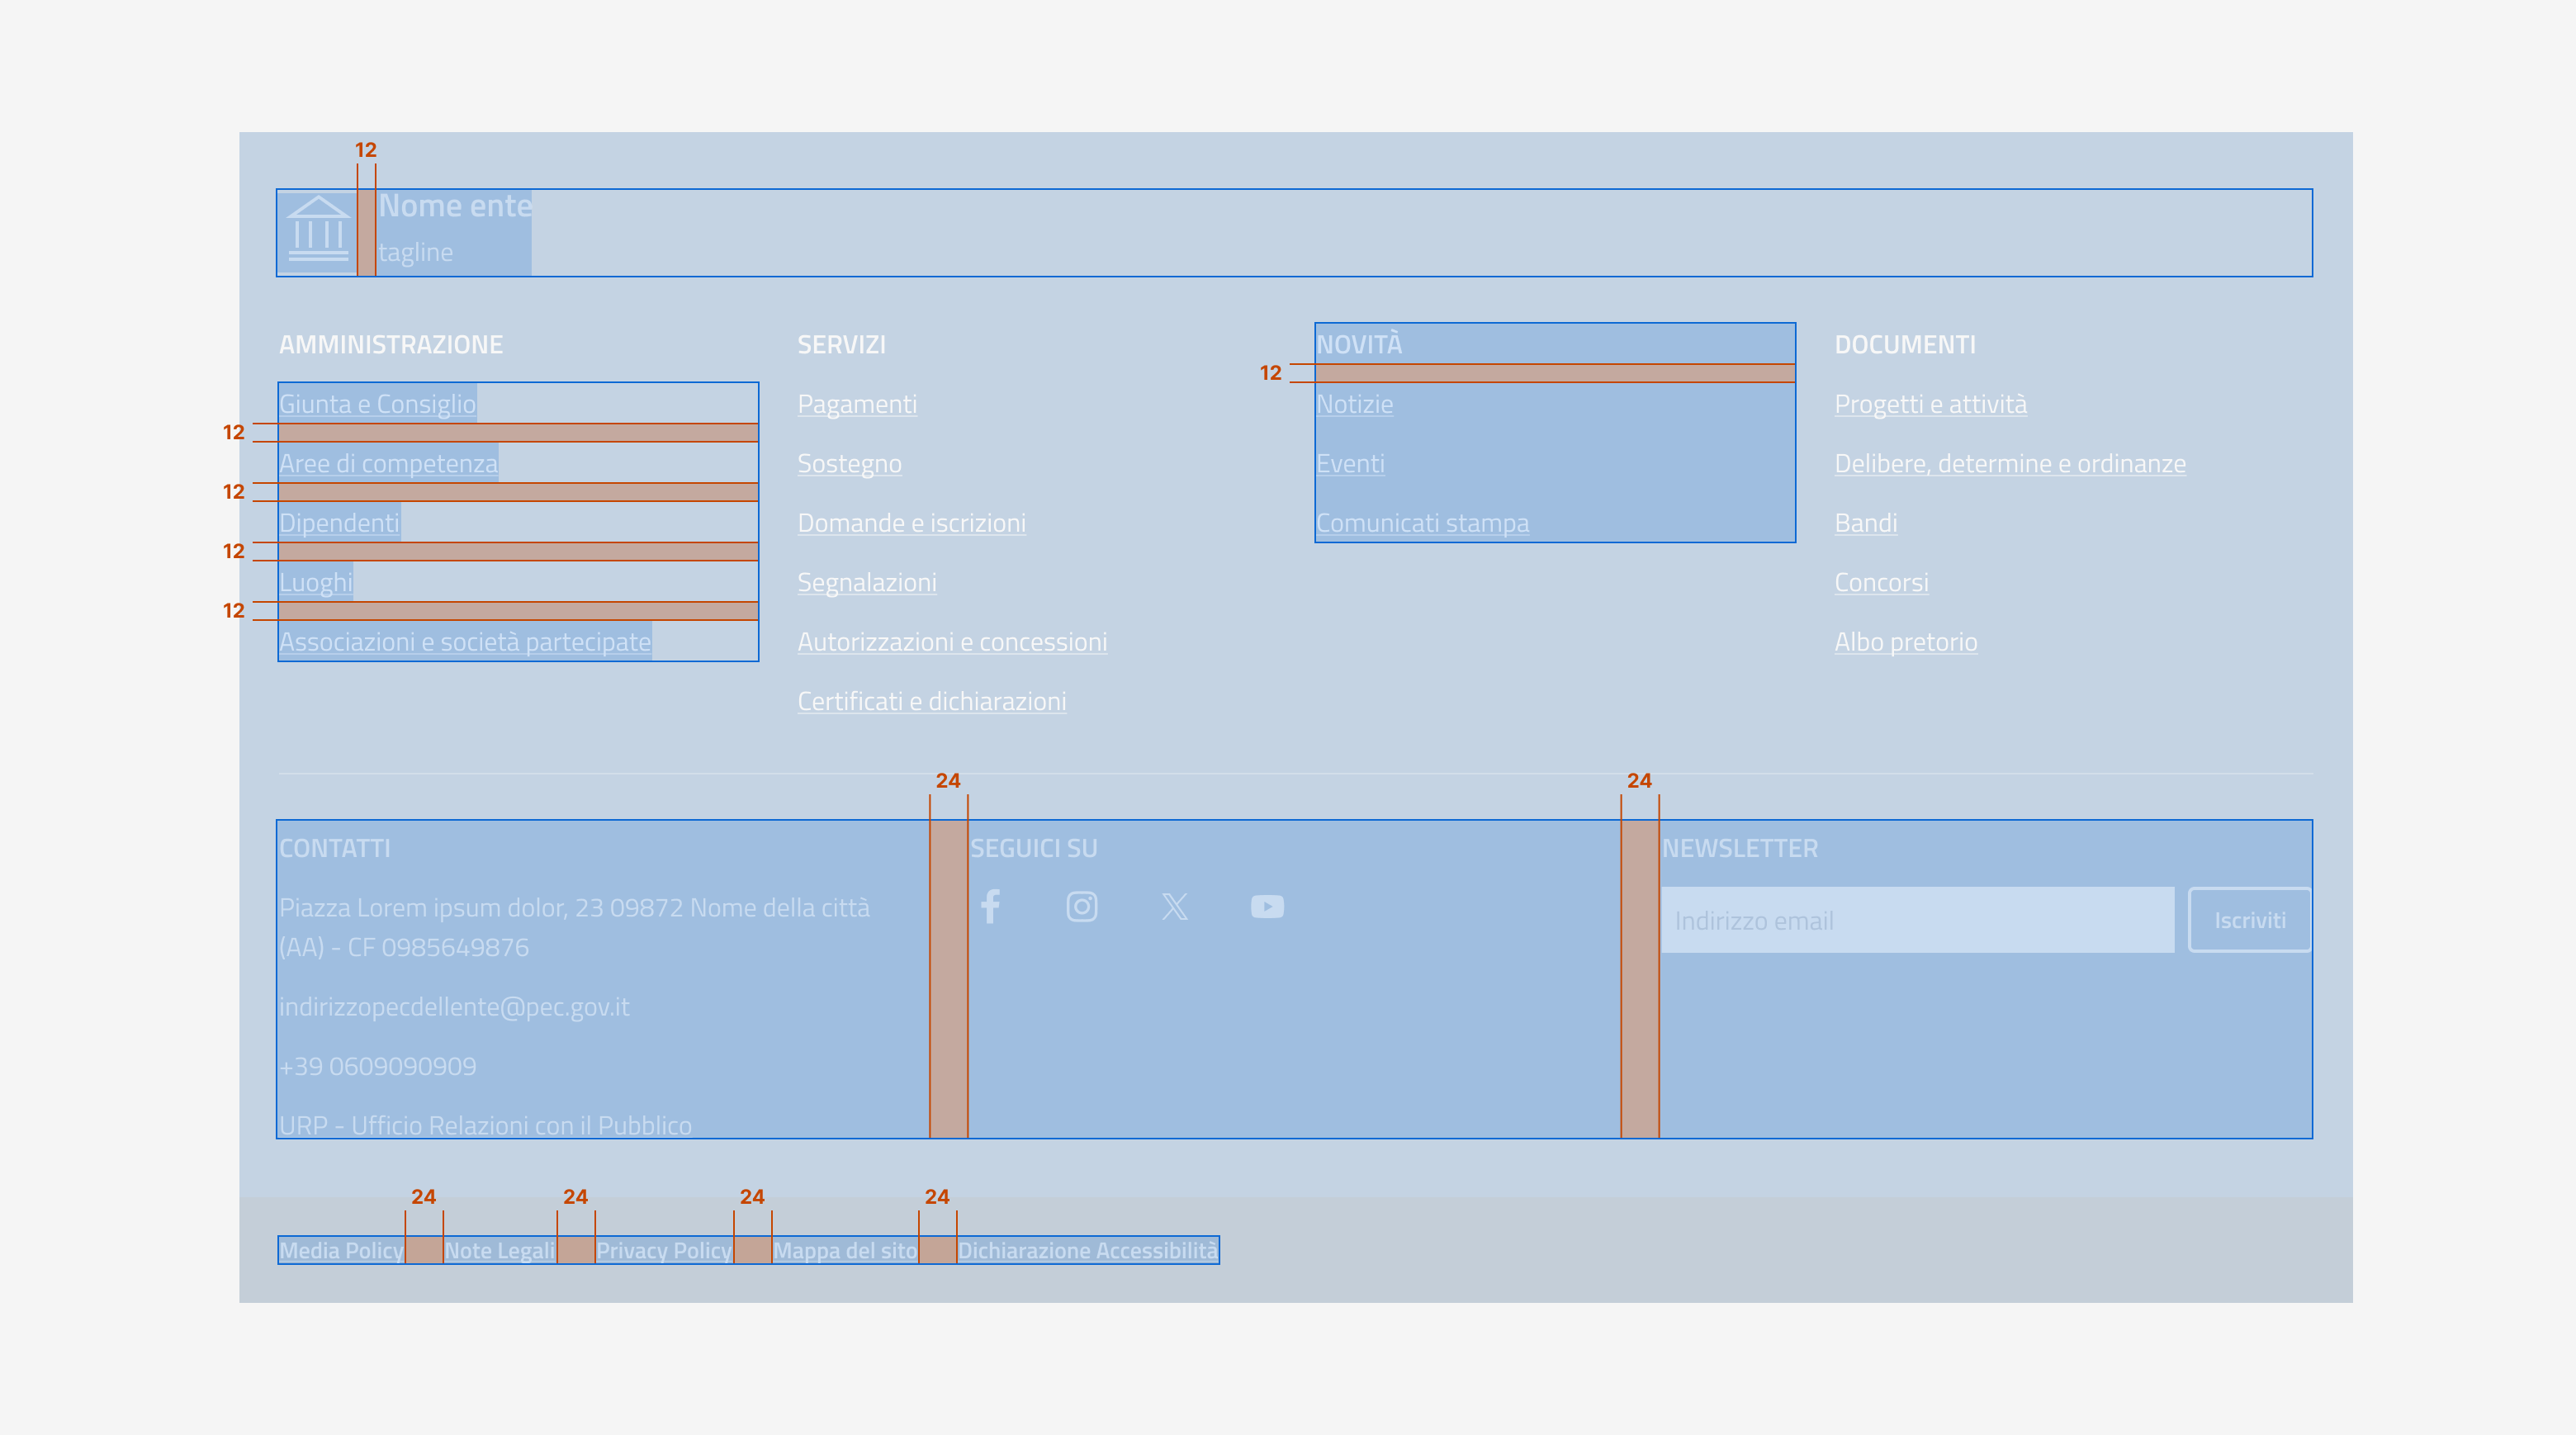 12
Nome ente
tagline
AMMINISTRAZIONE
Giunta e Consiglio
12
Aree di competenza
12
Dipendenti
12
Luoghi
12
Associazioni e società partecipate
SERVIZI
Pagamenti
Sostegno
Domande e iscrizioni
Segnalazioni
Autorizzazioni e concessioni
Certificati e dichiarazioni
NOVITÀ
12
Notizie
Eventi
Comunicati stampa
DOCUMENTI
Progetti e attività
Delibere, determine e ordinanze
Bandi
Concorsi
Albo pretorio
24
24
CONTATTI
Piazza Lorem ipsum dolor, 23 09872 Nome della città
(AA) - CF 0985649876
indirizzopecdellente@pec.gov.it
+39 0609090909
URP - Ufficio Relazioni con il Pubblico
SEGUICI SU
NEWSLETTER
Indirizzo email
Iscriviti
24 24 24 24
Media Policy Note Legali Privacy Policy Mappa del sito Dichiarazione Accessibilità